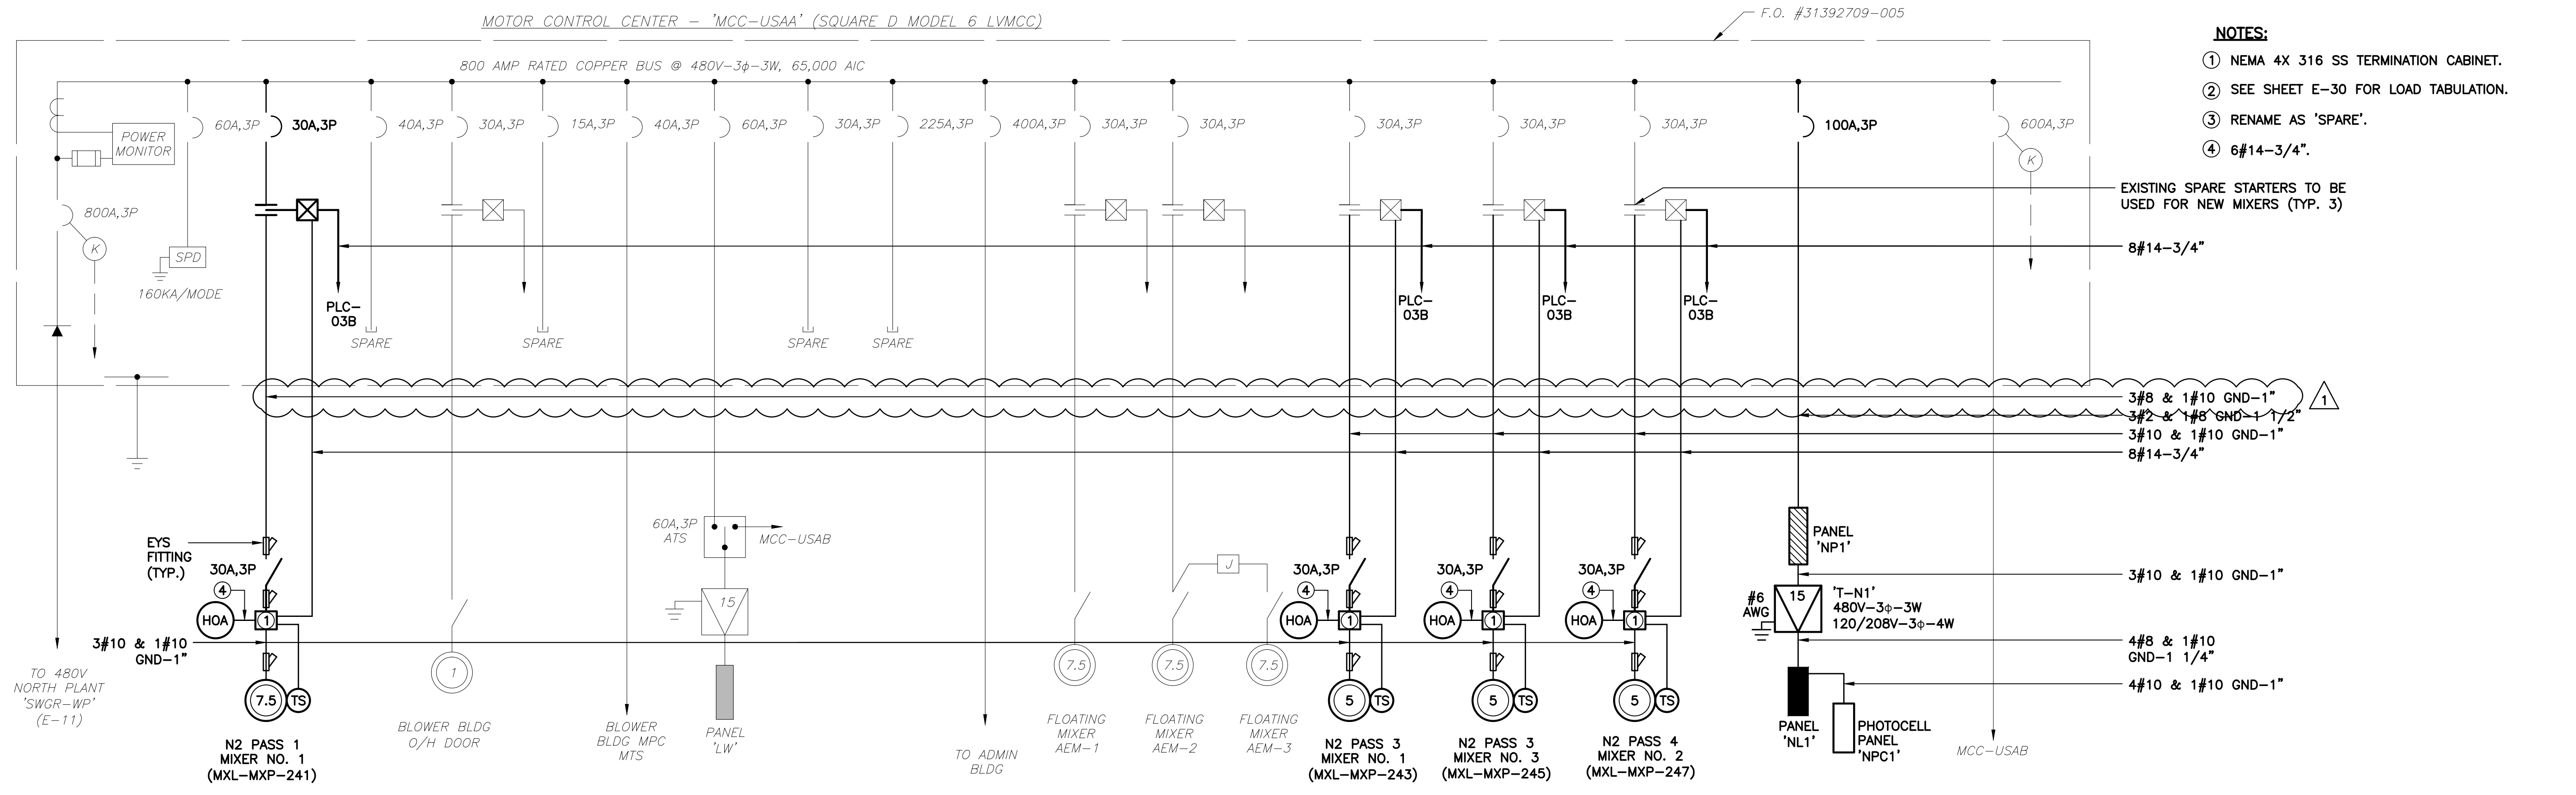 MOTOR CONTROL CENTER – 'MCC-USAA' (SQUARE D MODEL 6 LVMCC)
F.O. #31392709-005
800 AMP RATED COPPER BUS @ 480V-3ϕ-3W, 65,000 AIC
NOTES:
① NEMA 4X 316 SS TERMINATION CABINET.
② SEE SHEET E-30 FOR LOAD TABULATION.
③ RENAME AS 'SPARE'.
④ 6#14-3/4".
POWER
MONITOR
60A,3P
30A,3P
40A,3P
30A,3P
15A,3P
40A,3P
60A,3P
30A,3P
225A,3P
400A,3P
30A,3P
30A,3P
30A,3P
30A,3P
30A,3P
100A,3P
600A,3P
K
800A,3P
K
SPD
160KA/MODE
EXISTING SPARE STARTERS TO BE
USED FOR NEW MIXERS (TYP. 3)
8#14-3/4"
PLC-
03B
PLC-
03B
PLC-
03B
PLC-
03B
SPARE
SPARE
SPARE
SPARE
3#8 & 1#10 GND-1"
1
3#2 & 1#8 GND-1 1/2"
3#10 & 1#10 GND-1"
8#14-3/4"
60A,3P
ATS
MCC-USAB
EYS
FITTING
(TYP.)
30A,3P
4
HOA
1
3#10 & 1#10
GND-1"
7.5
TS
N2 PASS 1
MIXER NO. 1
(MXL-MXP-241)
TO 480V
NORTH PLANT
'SWGR-WP'
(E-11)
1
BLOWER BLDG
O/H DOOR
BLOWER
BLDG MPC
MTS
15
PANEL
'LW'
TO ADMIN
BLDG
J
7.5
FLOATING
MIXER
AEM-1
7.5
FLOATING
MIXER
AEM-2
7.5
FLOATING
MIXER
AEM-3
30A,3P
4
HOA
1
5
TS
N2 PASS 3
MIXER NO. 1
(MXL-MXP-243)
30A,3P
4
HOA
1
5
TS
N2 PASS 3
MIXER NO. 3
(MXL-MXP-245)
30A,3P
4
HOA
1
5
TS
N2 PASS 4
MIXER NO. 2
(MXL-MXP-247)
PANEL
'NP1'
3#10 & 1#10 GND-1"
#6
AWG
15
'T-N1'
480V-3ϕ-3W
120/208V-3ϕ-4W
4#8 & 1#10
GND-1 1/4"
4#10 & 1#10 GND-1"
PANEL
'NL1'
PHOTOCELL
PANEL
'NPC1'
MCC-USAB